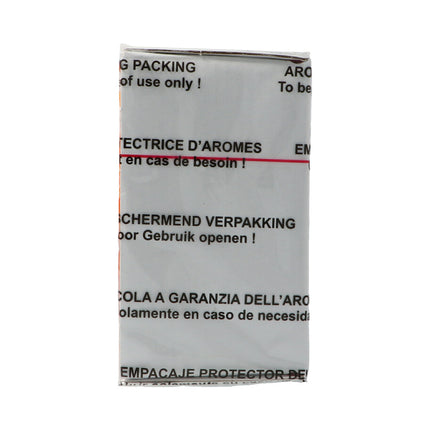 G PACKING ARO
of use only ! To be
TECTRICE D'AROMES EM
t en cas de besoin !
SCHERMEND VERPAKKING
oor Gebruik openen !
COLA A GARANZIA DELL'ARO
olamente en caso de necesida
EMPACAJE PROTECTOR DE